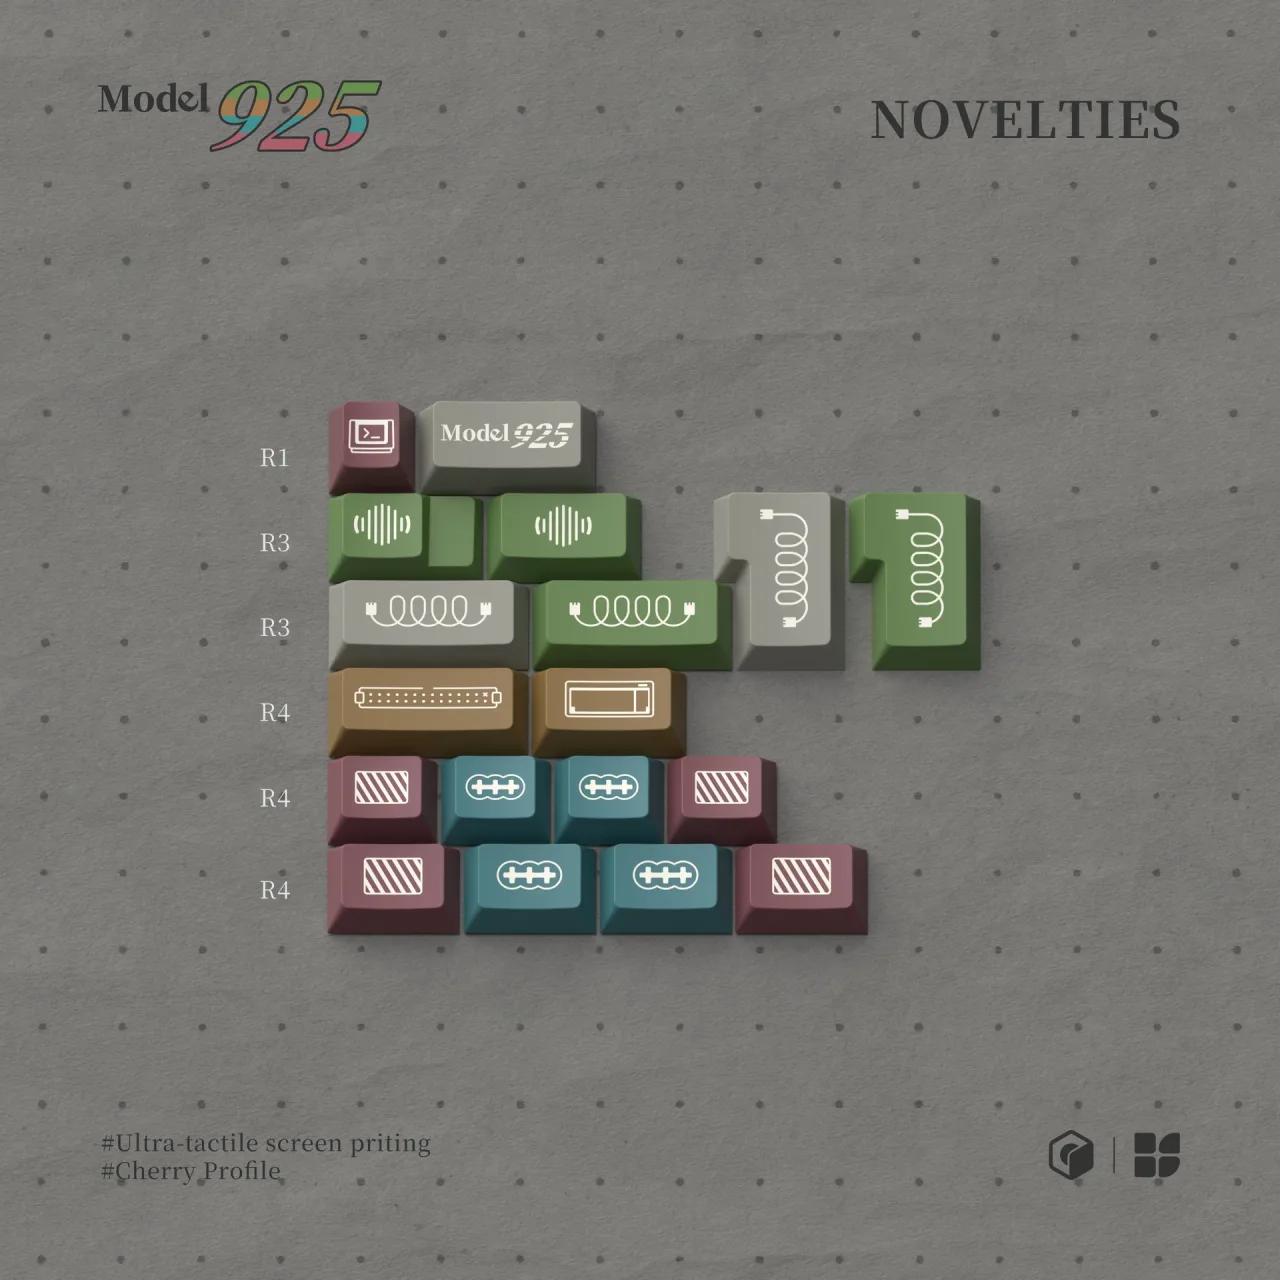 Model 925
NOVELTIES
R1
Model 925
R3
R3
R4
R4
R4
#Ultra-tactile screen priting
#Cherry Profile